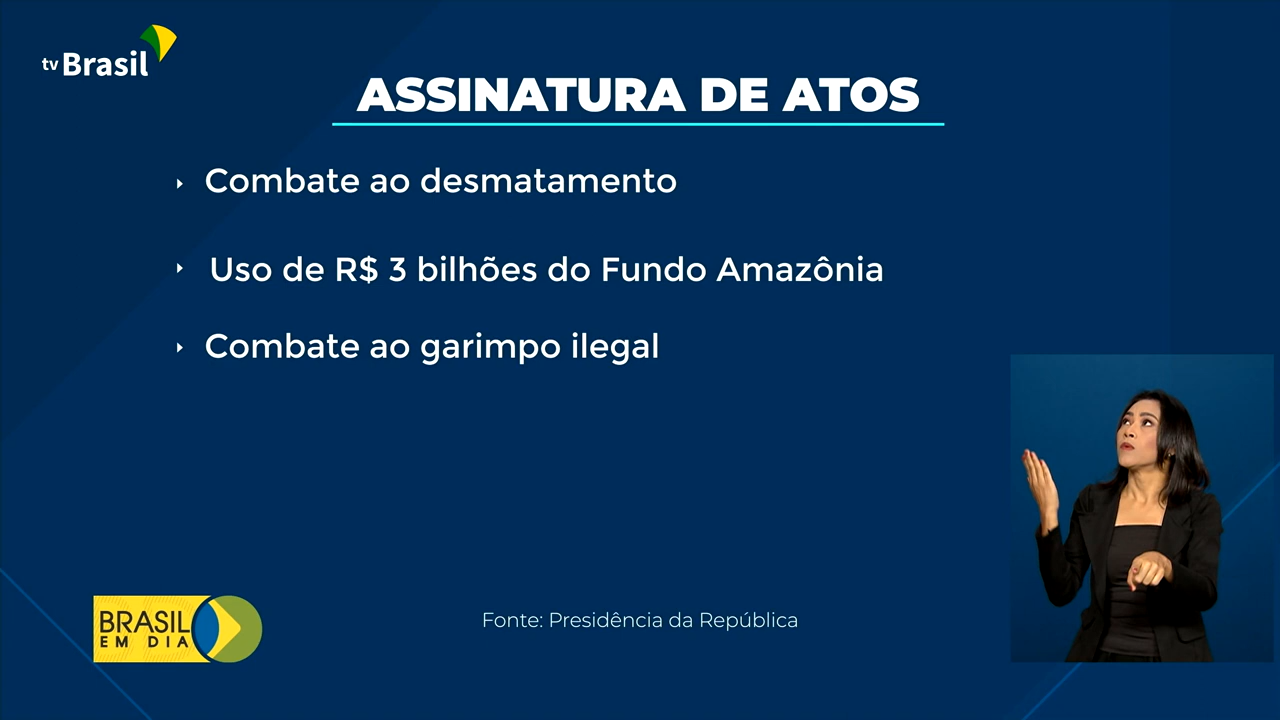 tv Brasil
ASSINATURA DE ATOS
Combate ao desmatamento
Uso de R$ 3 bilhões do Fundo Amazônia
Combate ao garimpo ilegal
BRASIL
EM DIA
Fonte: Presidência da República